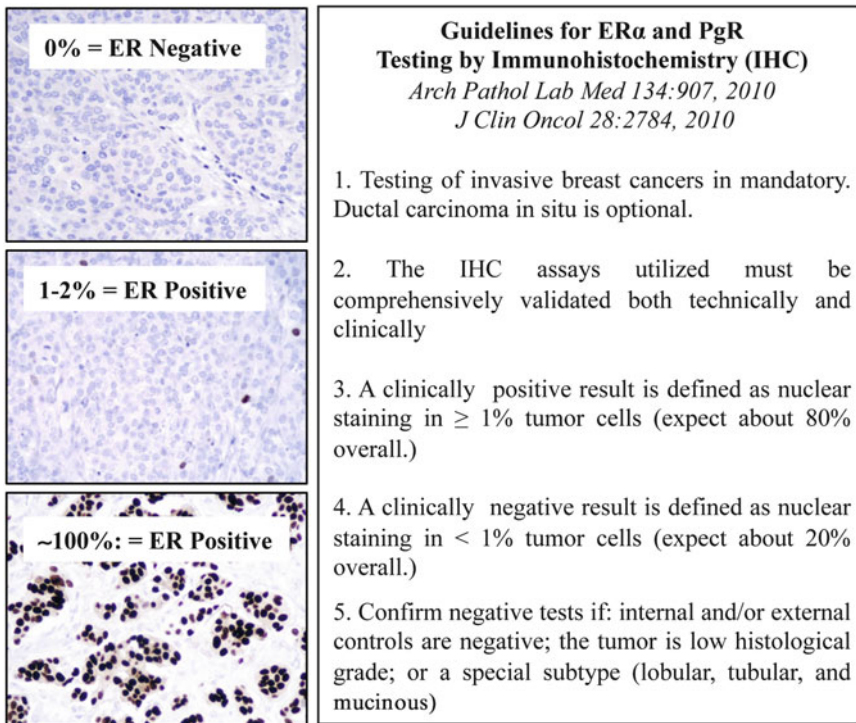 0% = ER Negative
1-2% = ER Positive
~100%: = ER Positive
Guidelines for ERα and PgR
Testing by Immunohistochemistry (IHC)
Arch Pathol Lab Med 134:907, 2010
J Clin Oncol 28:2784, 2010
1. Testing of invasive breast cancers in mandatory.
Ductal carcinoma in situ is optional.
2. The IHC assays utilized must be
comprehensively validated both technically and
clinically
3. A clinically positive result is defined as nuclear
staining in ≥ 1% tumor cells (expect about 80%
overall.)
4. A clinically negative result is defined as nuclear
staining in < 1% tumor cells (expect about 20%
overall.)
5. Confirm negative tests if: internal and/or external
controls are negative; the tumor is low histological
grade; or a special subtype (lobular, tubular, and
mucinous)